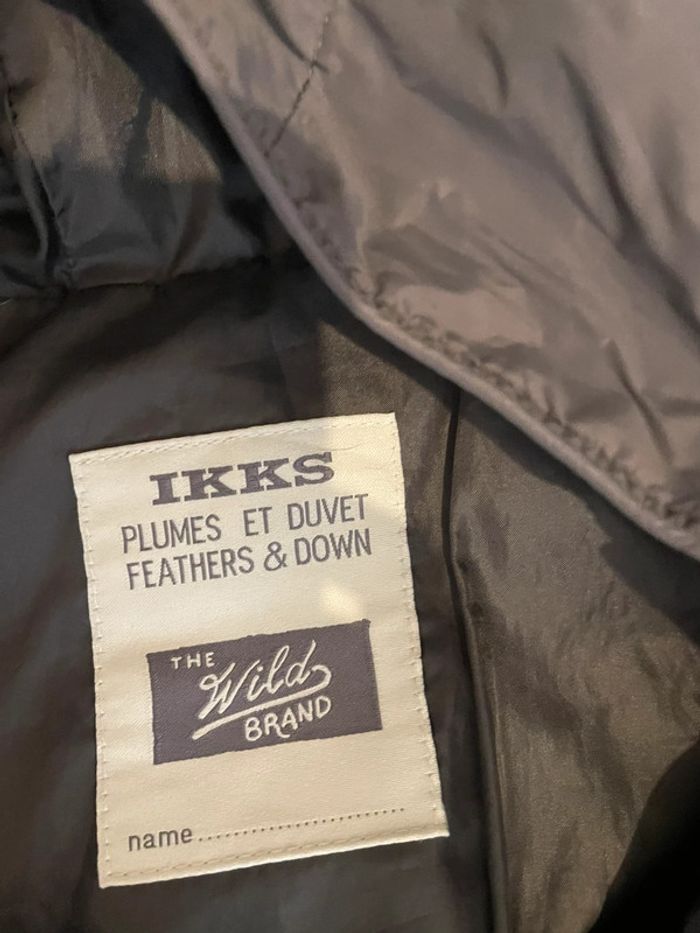 IKKS
PLUMES ET DUVET
FEATHERS & DOWN
THE
Wild
BRAND
name.......................